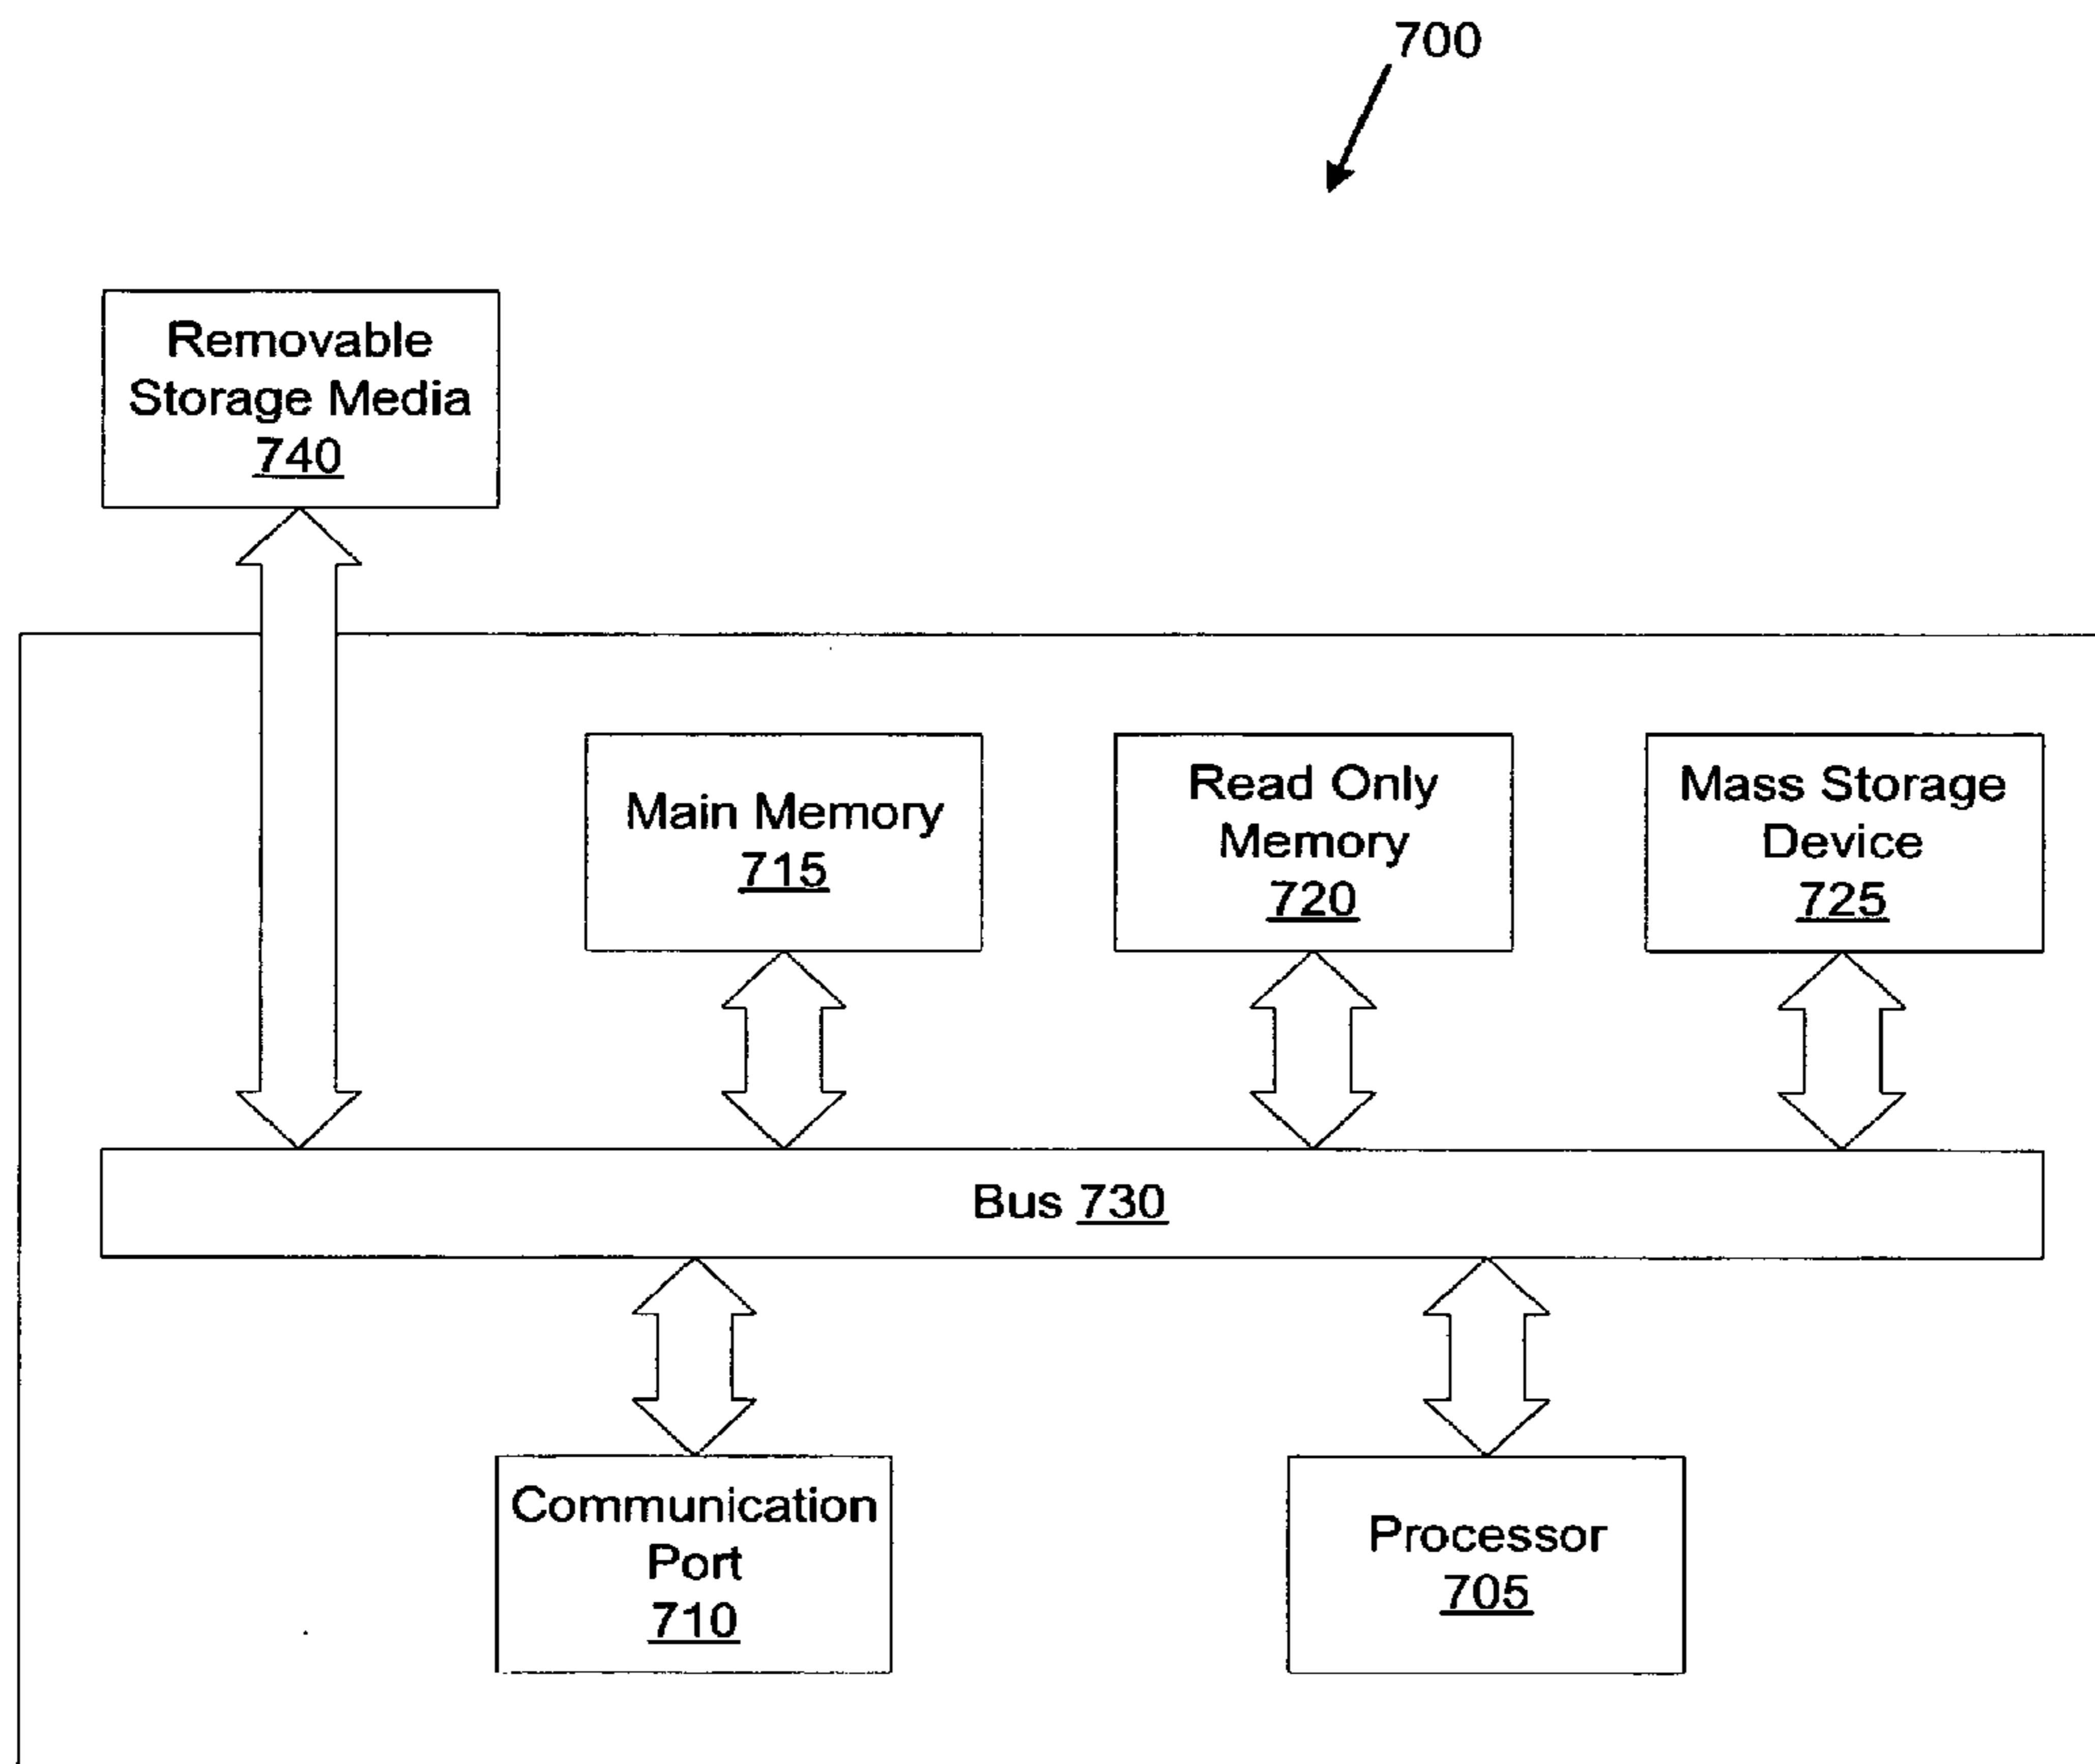 700
Removable
Storage Media
740
Main Memory
715
Read Only
Memory
720
Mass Storage
Device
725
Bus 730
Communication
Port
710
Processor
705